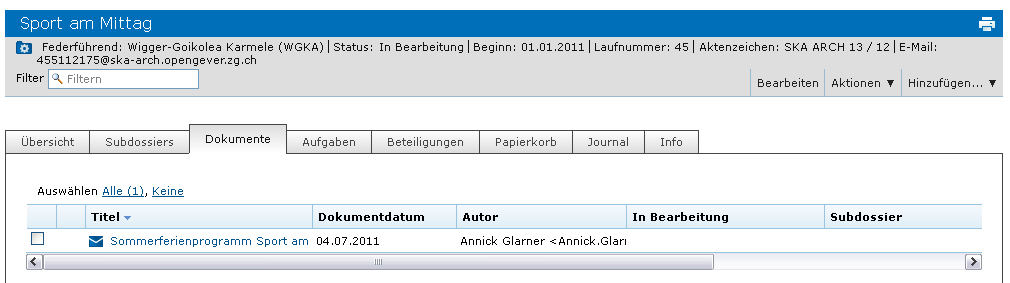 Sport am Mittag
Federführend: Wigger-Goikolea Karmele (WGKA) | Status: In Bearbeitung | Beginn: 01.01.2011 | Laufnummer: 45 | Aktenzeichen: SKA ARCH 13 / 12 | E-Mail:
455112175@ska-arch.opengever.zg.ch
Filter Filtern
Bearbeiten Aktionen ▼ Hinzufügen... ▼
Übersicht Subdossiers Dokumente Aufgaben Beteiligungen Papierkorb Journal Info
Auswählen Alle (1), Keine
Titel Dokumentdatum Autor In Bearbeitung Subdossier
Sommerferienprogramm Sport am 04.07.2011 Annick Glarner <Annick.Gları